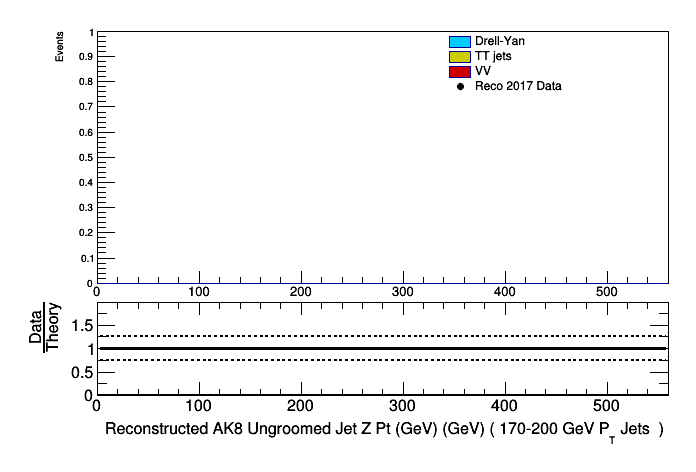 Events
1
0.9
0.8
0.7
0.6
0.5
0.4
0.3
0.2
0.1
0
Drell-Yan
TT jets
VV
Reco 2017 Data
0 100 200 300 400 500
Data
Theory
1.5
1
0.5
0
0 100 200 300 400 500
Reconstructed AK8 Ungroomed Jet Z Pt (GeV) (GeV) ( 170-200 GeV P_T Jets )